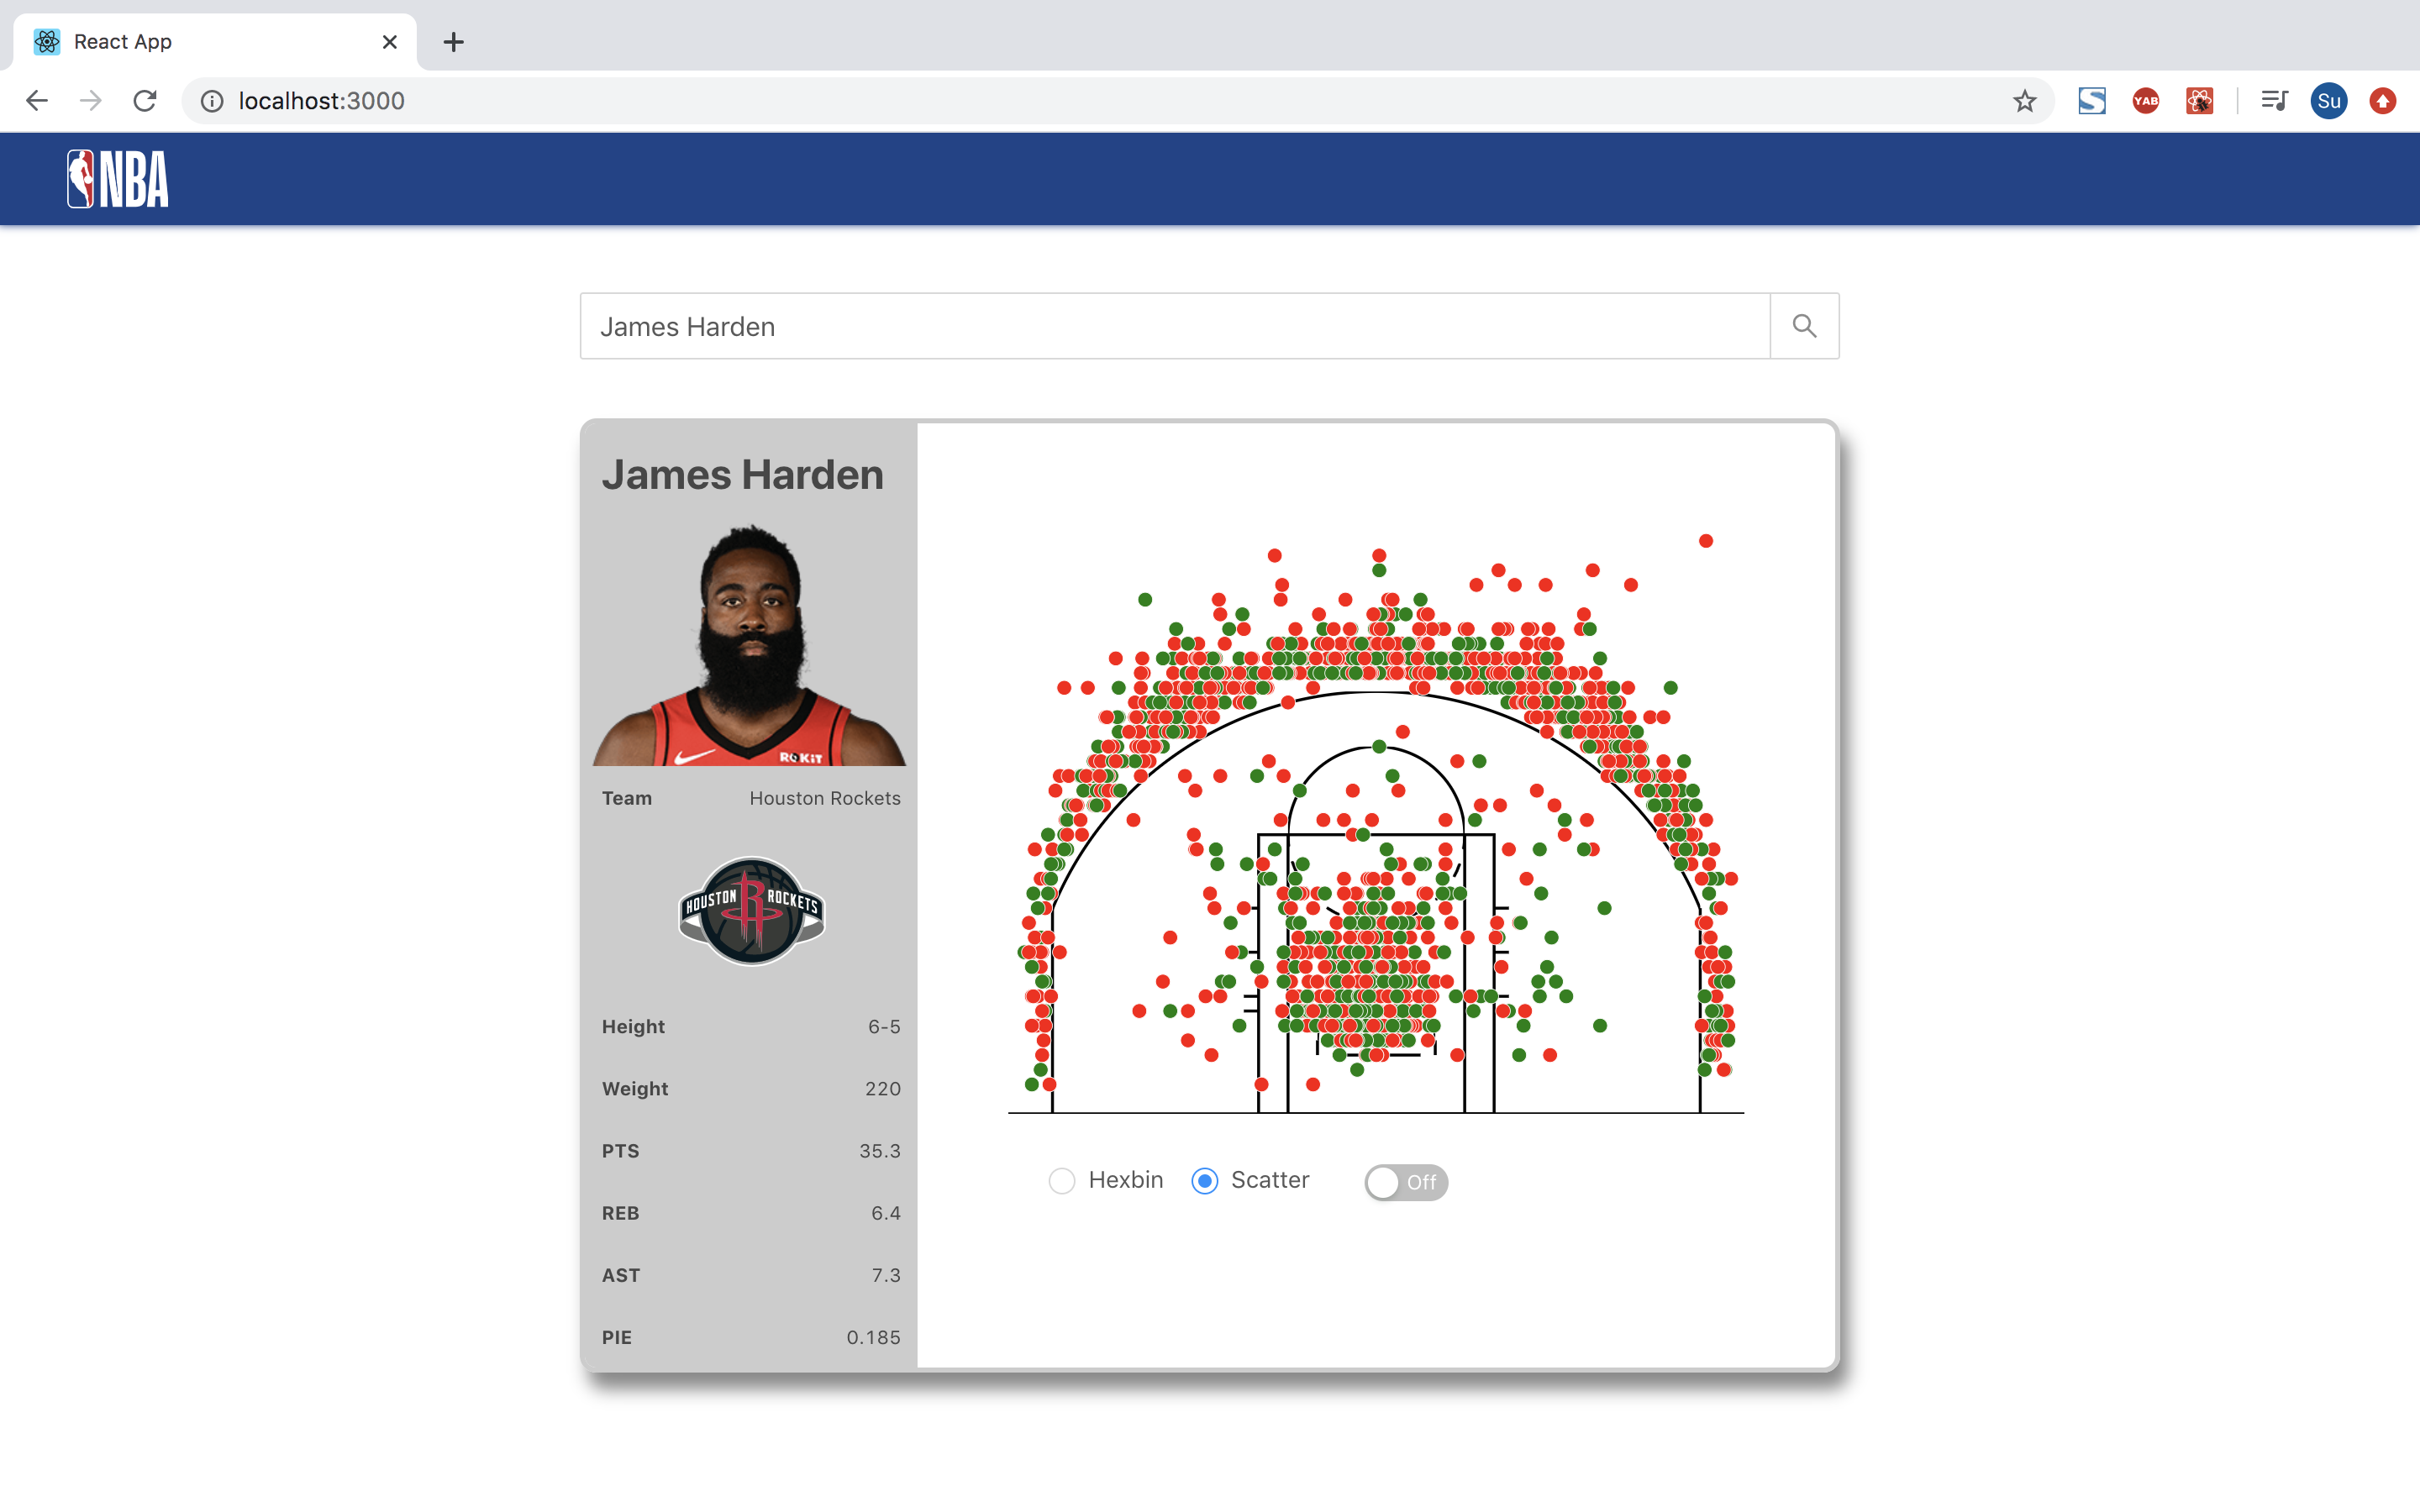 React App
localhost:3000
YAB
Su
NBA
James Harden
James Harden
ROKiT
Team Houston Rockets
HOUSTON R ROCKETS
Height 6-5
Weight 220
PTS 35.3
REB 6.4
AST 7.3
PIE 0.185
Hexbin Scatter Off